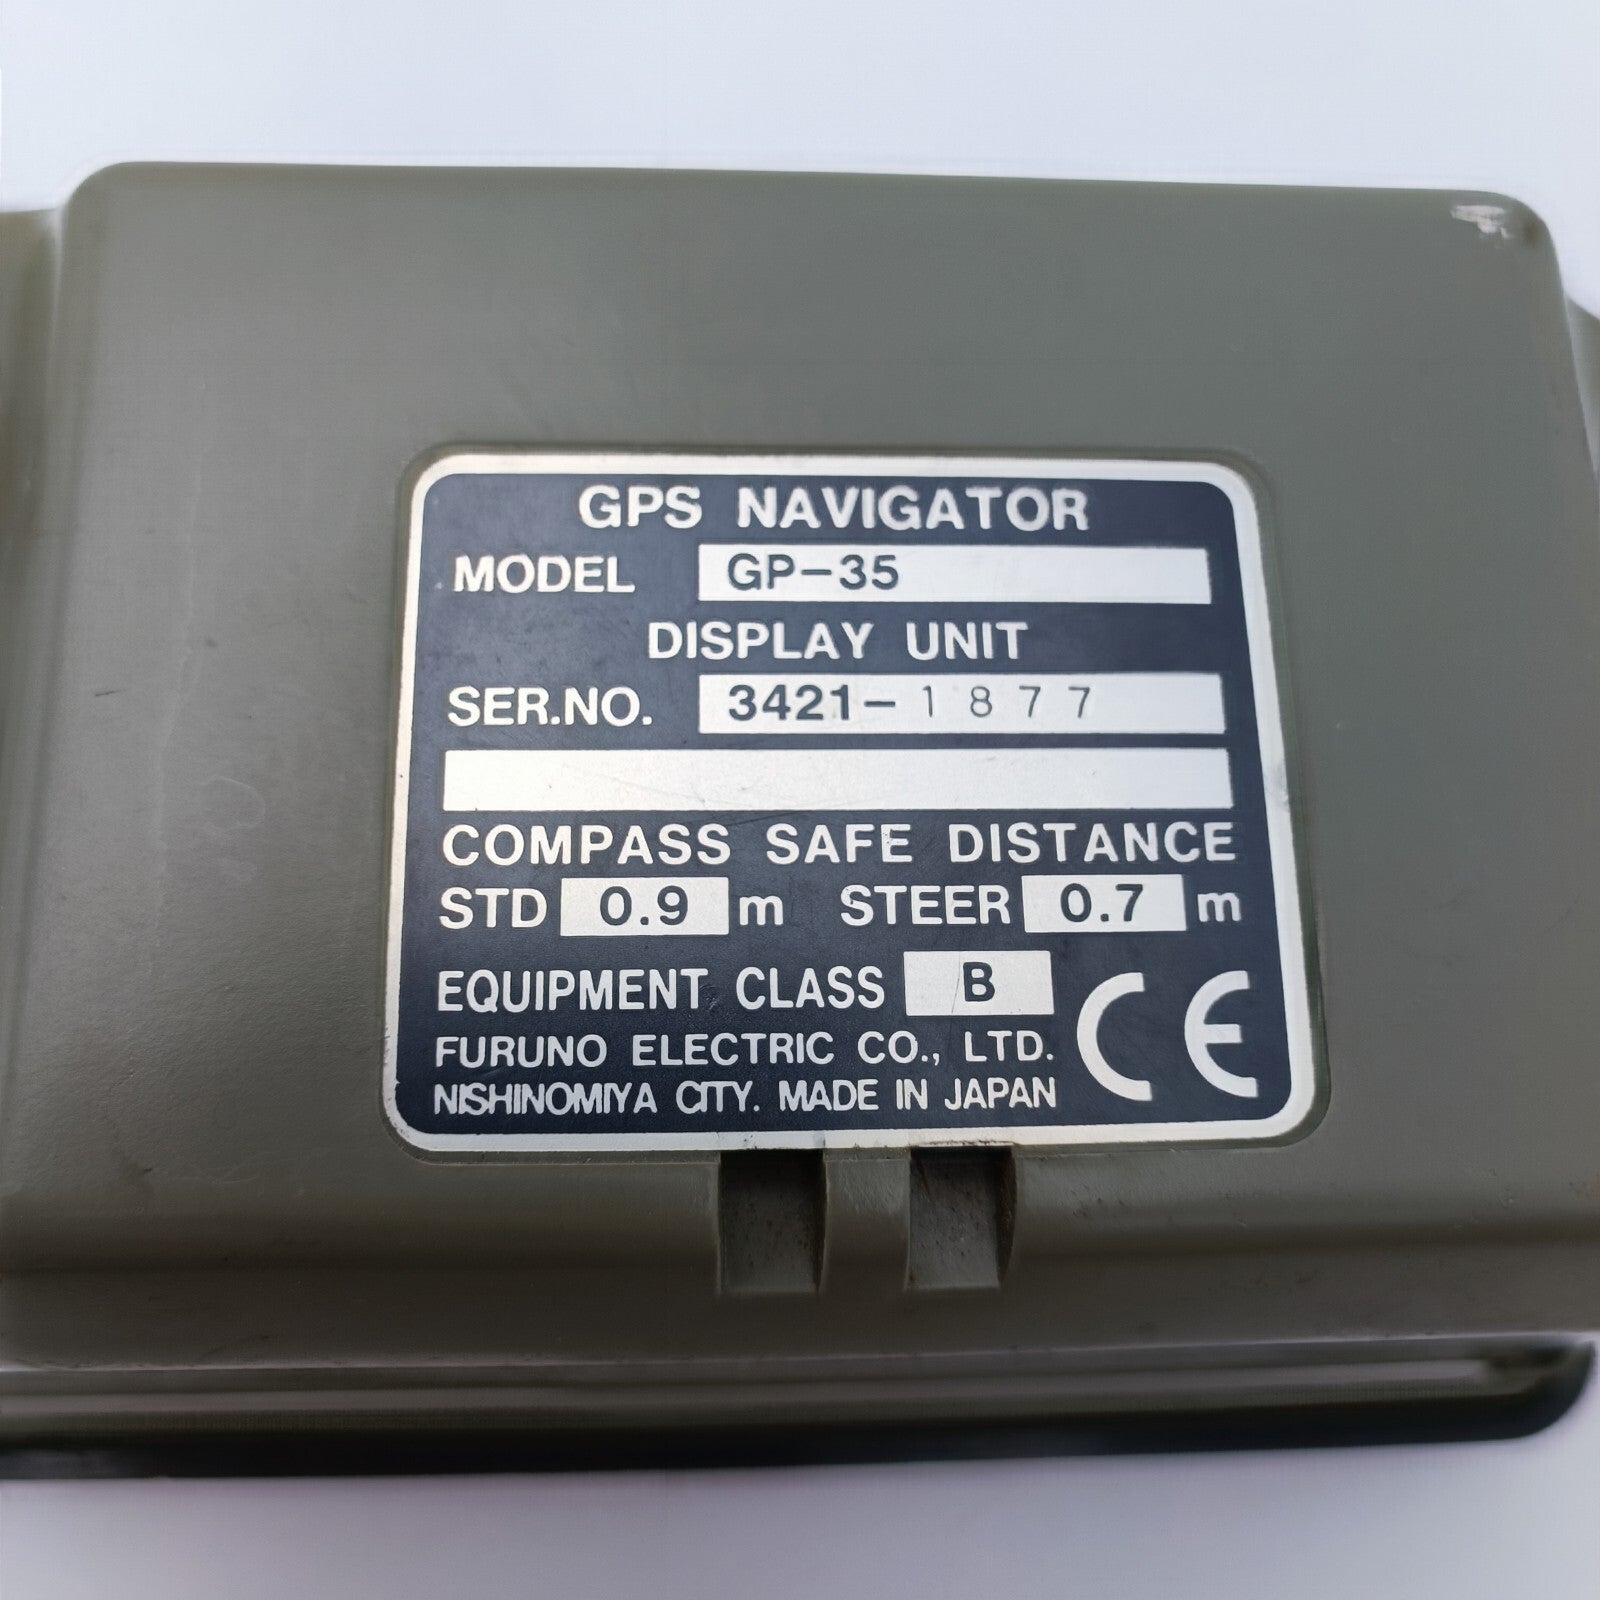 GPS NAVIGATOR
MODEL GP-35
DISPLAY UNIT
SER.NO. 3421-1877
COMPASS SAFE DISTANCE
STD 0.9 m STEER 0.7 m
EQUIPMENT CLASS B
FURUNO ELECTRIC CO., LTD.
NISHINOMIYA CITY. MADE IN JAPAN
CE